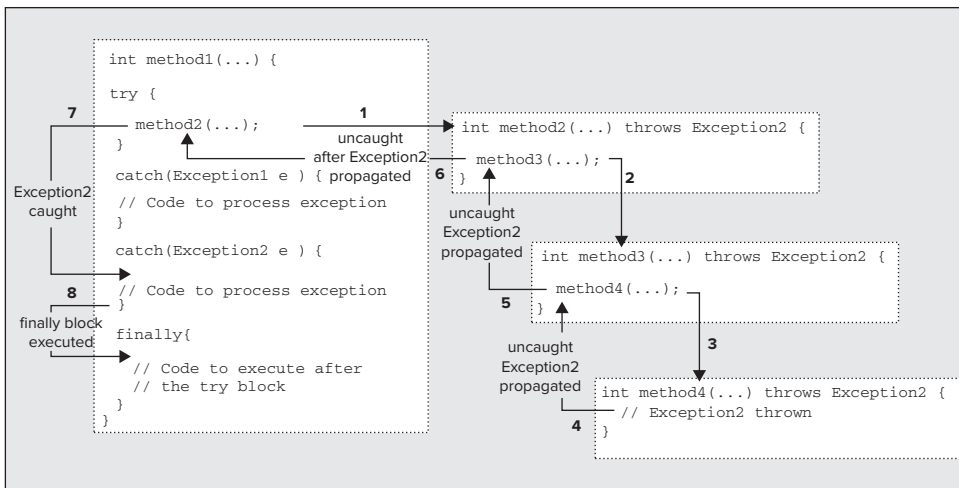 int method1(...) {
try {
7
method2(...);
}
1
uncaught
after Exception2
propagated
6
catch(Exception1 e ) {
// Code to process exception
}
Exception2
caught
catch(Exception2 e ) {
// Code to process exception
}
8
finally block
executed
finally{
// Code to execute after
// the try block
}
}
int method2(...) throws Exception2 {
method3(...);
}
2
uncaught
Exception2
propagated
5
int method3(...) throws Exception2 {
method4(...);
}
3
uncaught
Exception2
propagated
4
int method4(...) throws Exception2 {
// Exception2 thrown
}